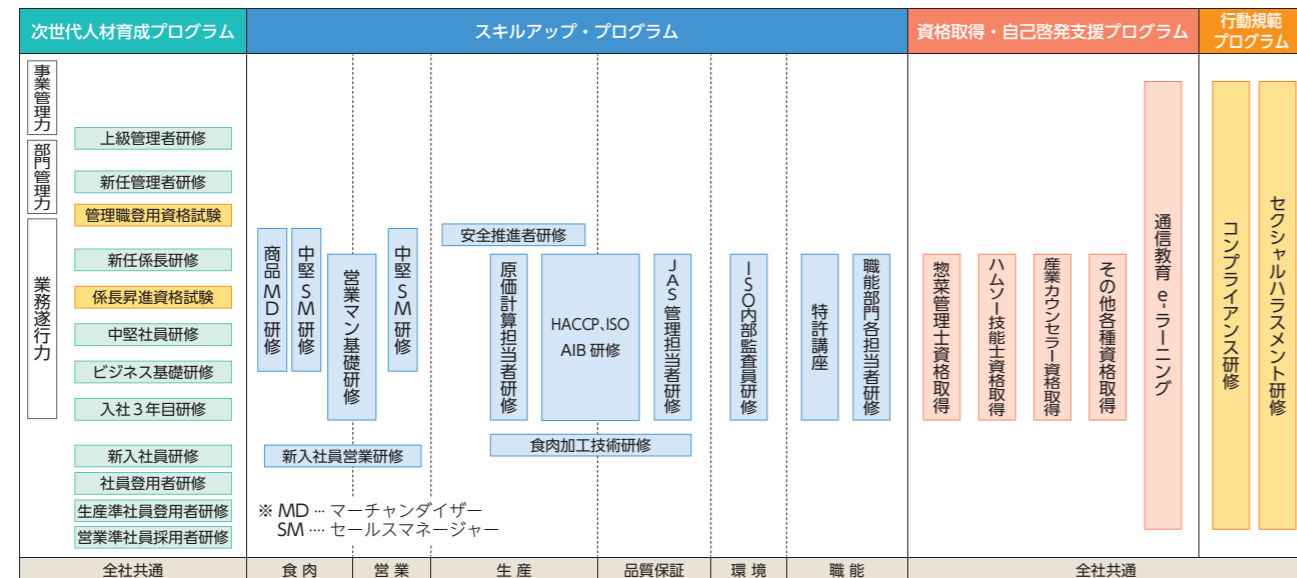 次世代人材育成プログラム
スキルアップ・プログラム
資格取得・自己啓発支援プログラム
行動規範
プログラム
事業管理力
部門管理力
業務遂行力
上級管理者研修
新任管理者研修
管理職登用資格試験
新任係長研修
係長昇進資格試験
中堅社員研修
ビジネス基礎研修
入社3年目研修
新入社員研修
社員登用者研修
生産準社員登用者研修
営業準社員採用者研修
商品MD研修
中堅SM研修
営業マン基礎研修
中堅SM研修
新入社員営業研修
安全推進者研修
原価計算担当者研修
HACCP、ISO
AIB 研修
JAS管理担当者研修
食肉加工技術研修
ISO内部監査員研修
特許講座
職能部門各担当者研修
惣菜管理士資格取得
ハムソー技能士資格取得
産業カウンセラー資格取得
その他各種資格取得
通信教育 e-ラーニング
コンプライアンス研修
セクシャルハラスメント研修
※ MD … マーチャンダイザー
SM …. セールスマネージャー
全社共通
食 肉
営 業
生 産
品質保証
環 境
職 能
全社共通